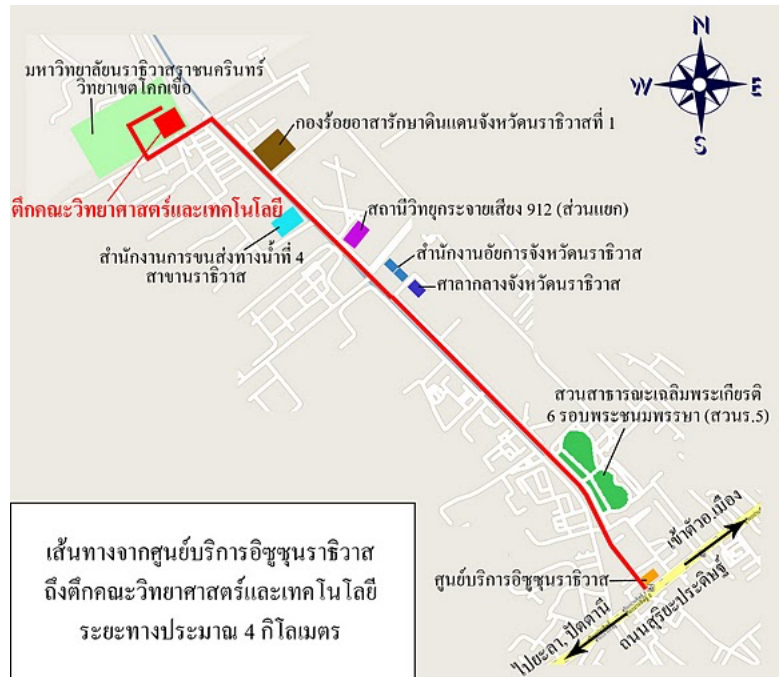 N
W E
S
มหาวิทยาลัยนราธิวาสราชนครินทร์
วิทยาเขตโคกเขือ
กองร้อยอาสารักษาดินแดนจังหวัดนราธิวาสที่ 1
ตึกคณะวิทยาศาสตร์และเทคโนโลยี
สถานีวิทยุกระจายเสียง 912 (ส่วนแยก)
สำนักงานการขนส่งทางน้ำที่ 4
สาขานราธิวาส
สำนักงานอัยการจังหวัดนราธิวาส
ศาลากลางจังหวัดนราธิวาส
สวนสาธารณะเฉลิมพระเกียรติ
6 รอบพระชนมพรรษา (สวนร.5)
เข้าตัวอ.เมือง
ศูนย์บริการอิซูซุนราธิวาส
ถนนสุริยะประดิษฐ์
ไปยะลา, ปัตตานี
เส้นทางจากศูนย์บริการอิซูซุนราธิวาส
ถึงตึกคณะวิทยาศาสตร์และเทคโนโลยี
ระยะทางประมาณ 4 กิโลเมตร